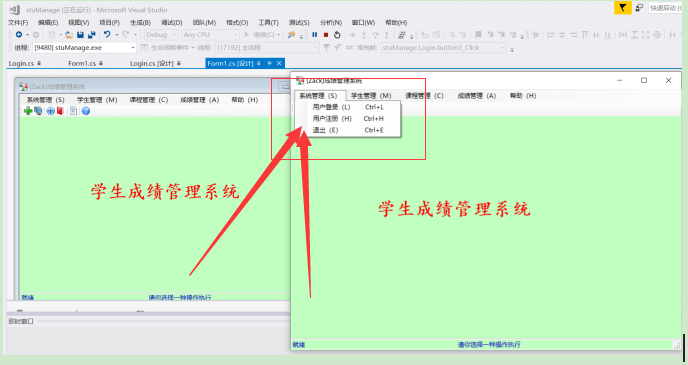 stuManage (正在运行) - Microsoft Visual Studio
快速启动 (
文件(F) 编辑(E) 视图(V) 项目(P) 生成(B) 调试(D) 团队(M) 格式(O) 工具(T) 测试(S) 分析(N) 窗口(W) 帮助(H)
Debug Any CPU 继续(C)
进程: [9480] stuManage.exe 生命周期事件 线程: [17192] 主线程 堆栈帧: stuManage.Login.button3_Click
Login.cs Form1.cs Login.cs [设计] Form1.cs [设计]
(Zack)成绩管理系统
系统管理 (S) 学生管理 (M) 课程管理 (C) 成绩管理 (A) 帮助 (H)
学生成绩管理系统
就绪 请你选择一种操作执行
即时窗口
(Zack)成绩管理系统
系统管理 (S) 学生管理 (M) 课程管理 (C) 成绩管理 (A) 帮助 (H)
用户登录 (L) Ctrl+L
用户注册 (H) Ctrl+H
退出 (E) Ctrl+E
学生成绩管理系统
就绪 请你选择一种操作执行